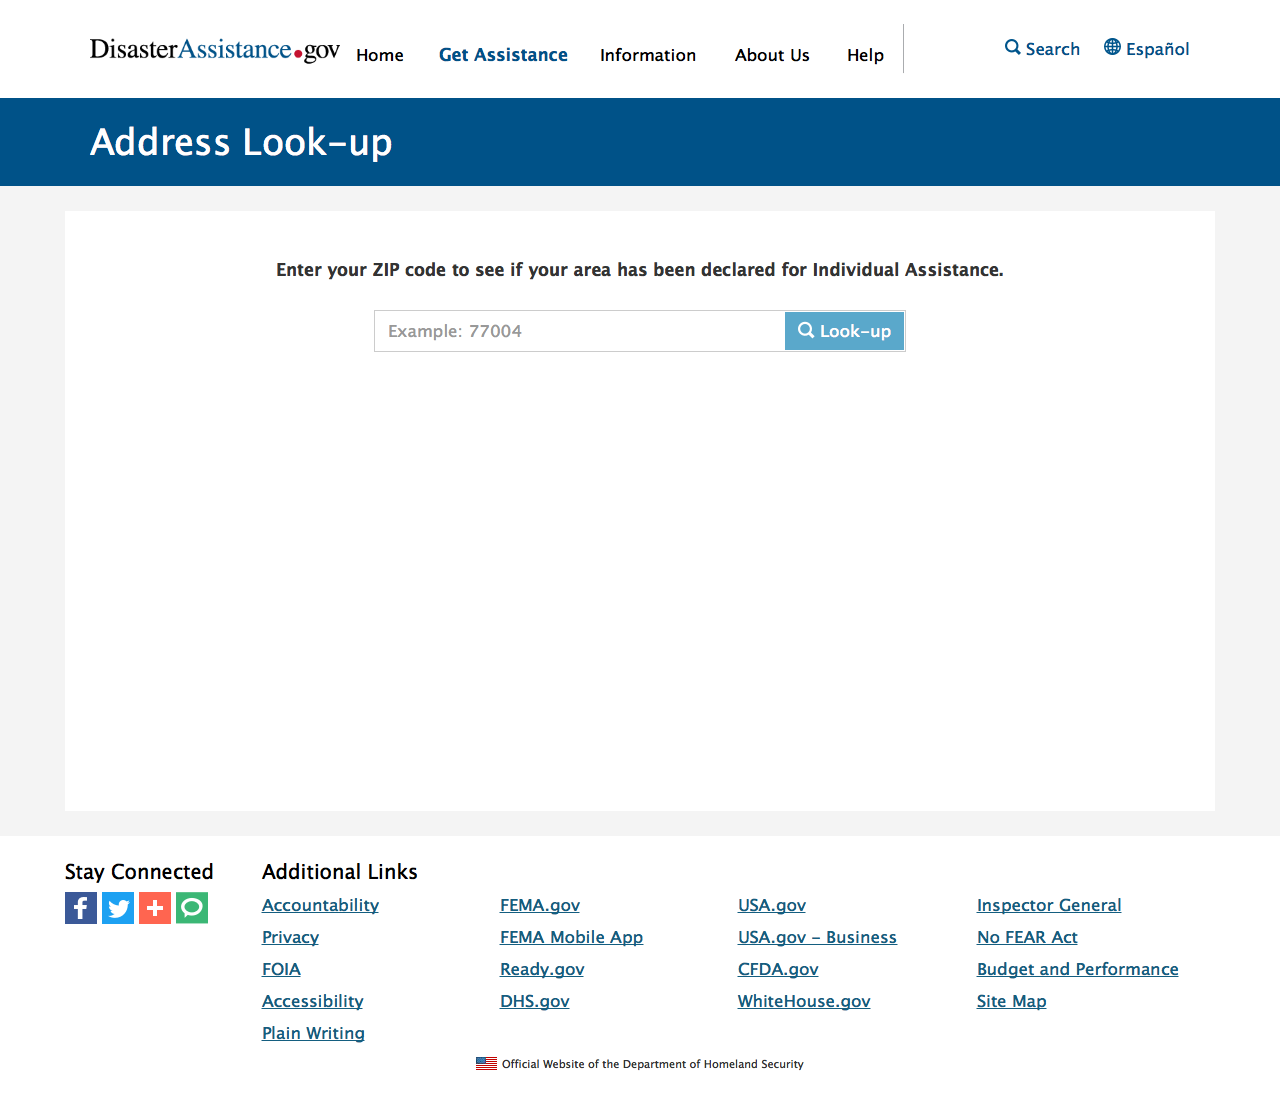 DisasterAssistance.gov Home Get Assistance Information About Us Help Search Español
Address Look-up
Enter your ZIP code to see if your area has been declared for Individual Assistance.
Example: 77004 Look-up
Stay Connected
Additional Links
Accountability FEMA.gov USA.gov Inspector General
Privacy FEMA Mobile App USA.gov - Business No FEAR Act
FOIA Ready.gov CFDA.gov Budget and Performance
Accessibility DHS.gov WhiteHouse.gov Site Map
Plain Writing
Official Website of the Department of Homeland Security